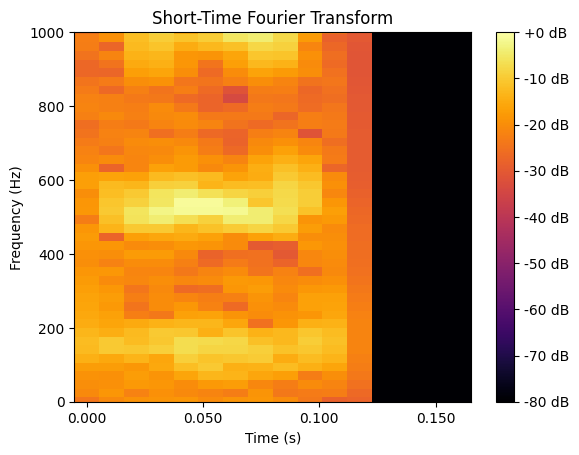 Short-Time Fourier Transform
1000
800
600
400
200
0
Frequency (Hz)
0.000
0.050
0.100
0.150
Time (s)
+0 dB
-10 dB
-20 dB
-30 dB
-40 dB
-50 dB
-60 dB
-70 dB
-80 dB